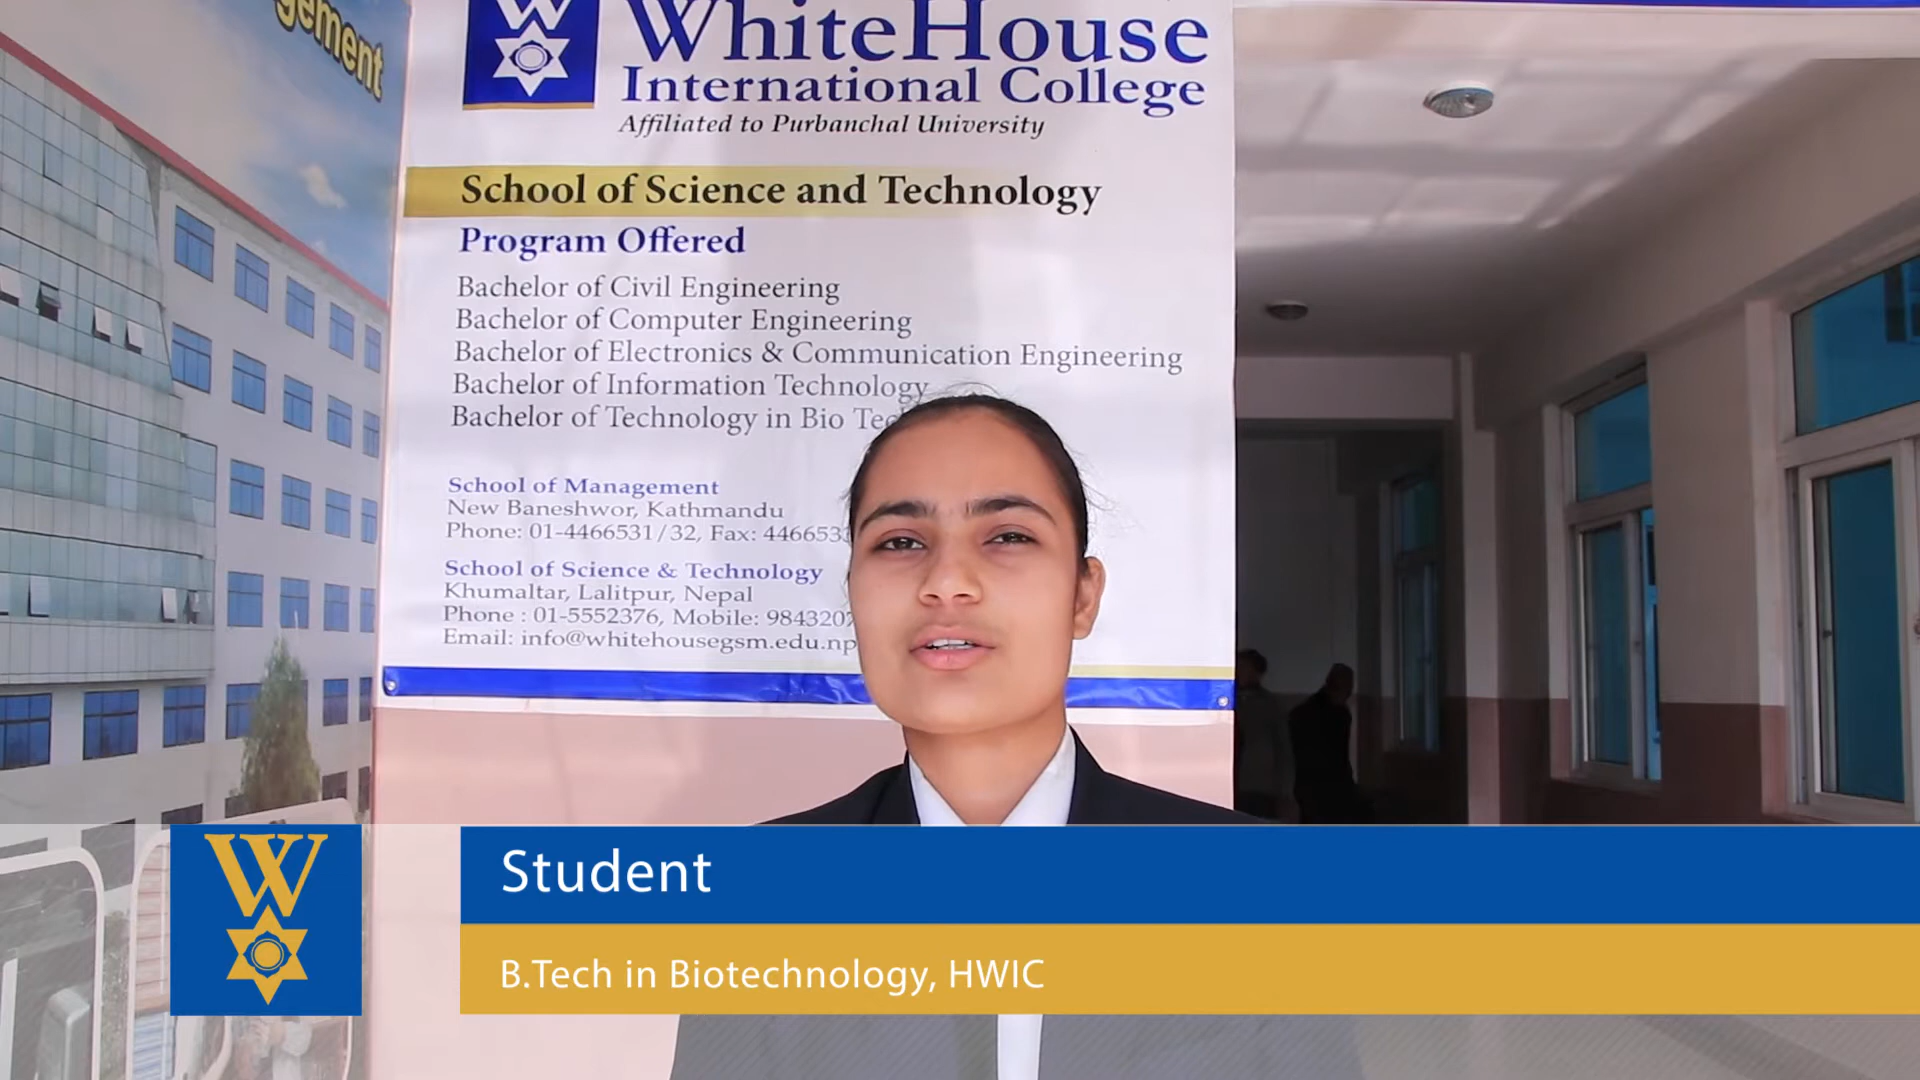 gement
W
WhiteHouse
International College
Affiliated to Purbanchal University
School of Science and Technology
Program Offered
Bachelor of Civil Engineering
Bachelor of Computer Engineering
Bachelor of Electronics & Communication Engineering
Bachelor of Information Technology
Bachelor of Technology in Bio Tec
School of Management
New Baneshwor, Kathmandu
Phone: 01-4466531/32, Fax: 446653
School of Science & Technology
Khumaltar, Lalitpur, Nepal
Phone : 01-5552376, Mobile: 984320
Email: info@whitehousegsm.edu.np
W
Student
B.Tech in Biotechnology, HWIC